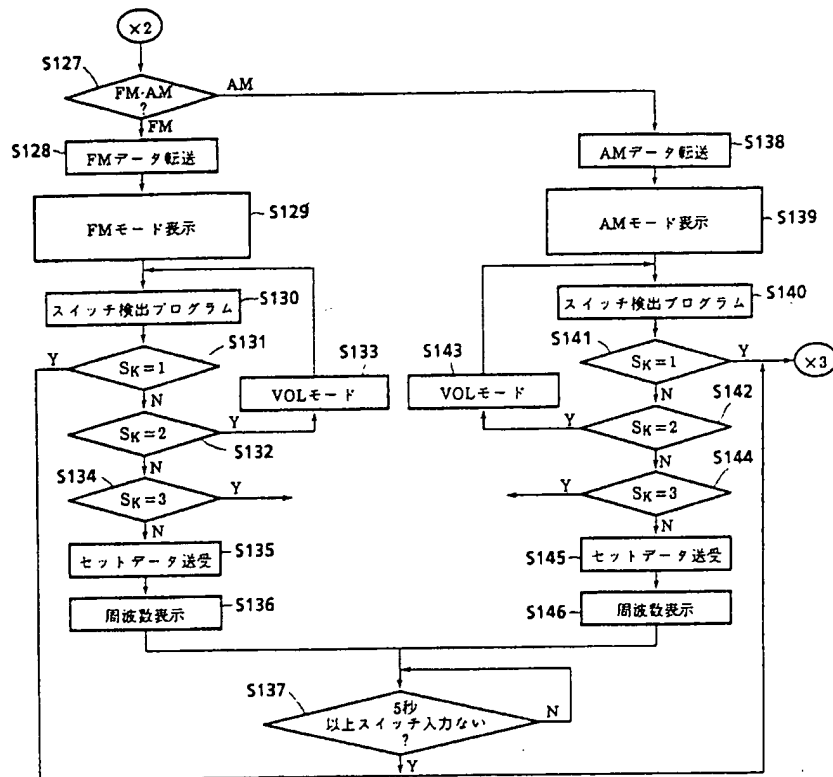 ×2
S127
FM·AM
?
AM
FM
S128
FMデータ転送
S129
FMモード表示
S130
スイッチ検出プログラム
S131
SK=1
Y
N
S133
VOLモード
S132
SK=2
Y
N
S134
SK=3
Y
N
S135
セットデータ送受
S136
周波数表示
S138
AMデータ転送
S139
AMモード表示
S140
スイッチ検出プログラム
S141
SK=1
Y
×3
N
S143
VOLモード
S142
SK=2
Y
N
S144
SK=3
Y
N
S145
セットデータ送受
S146
周波数表示
S137
5秒
以上スイッチ入力ない
?
N
Y